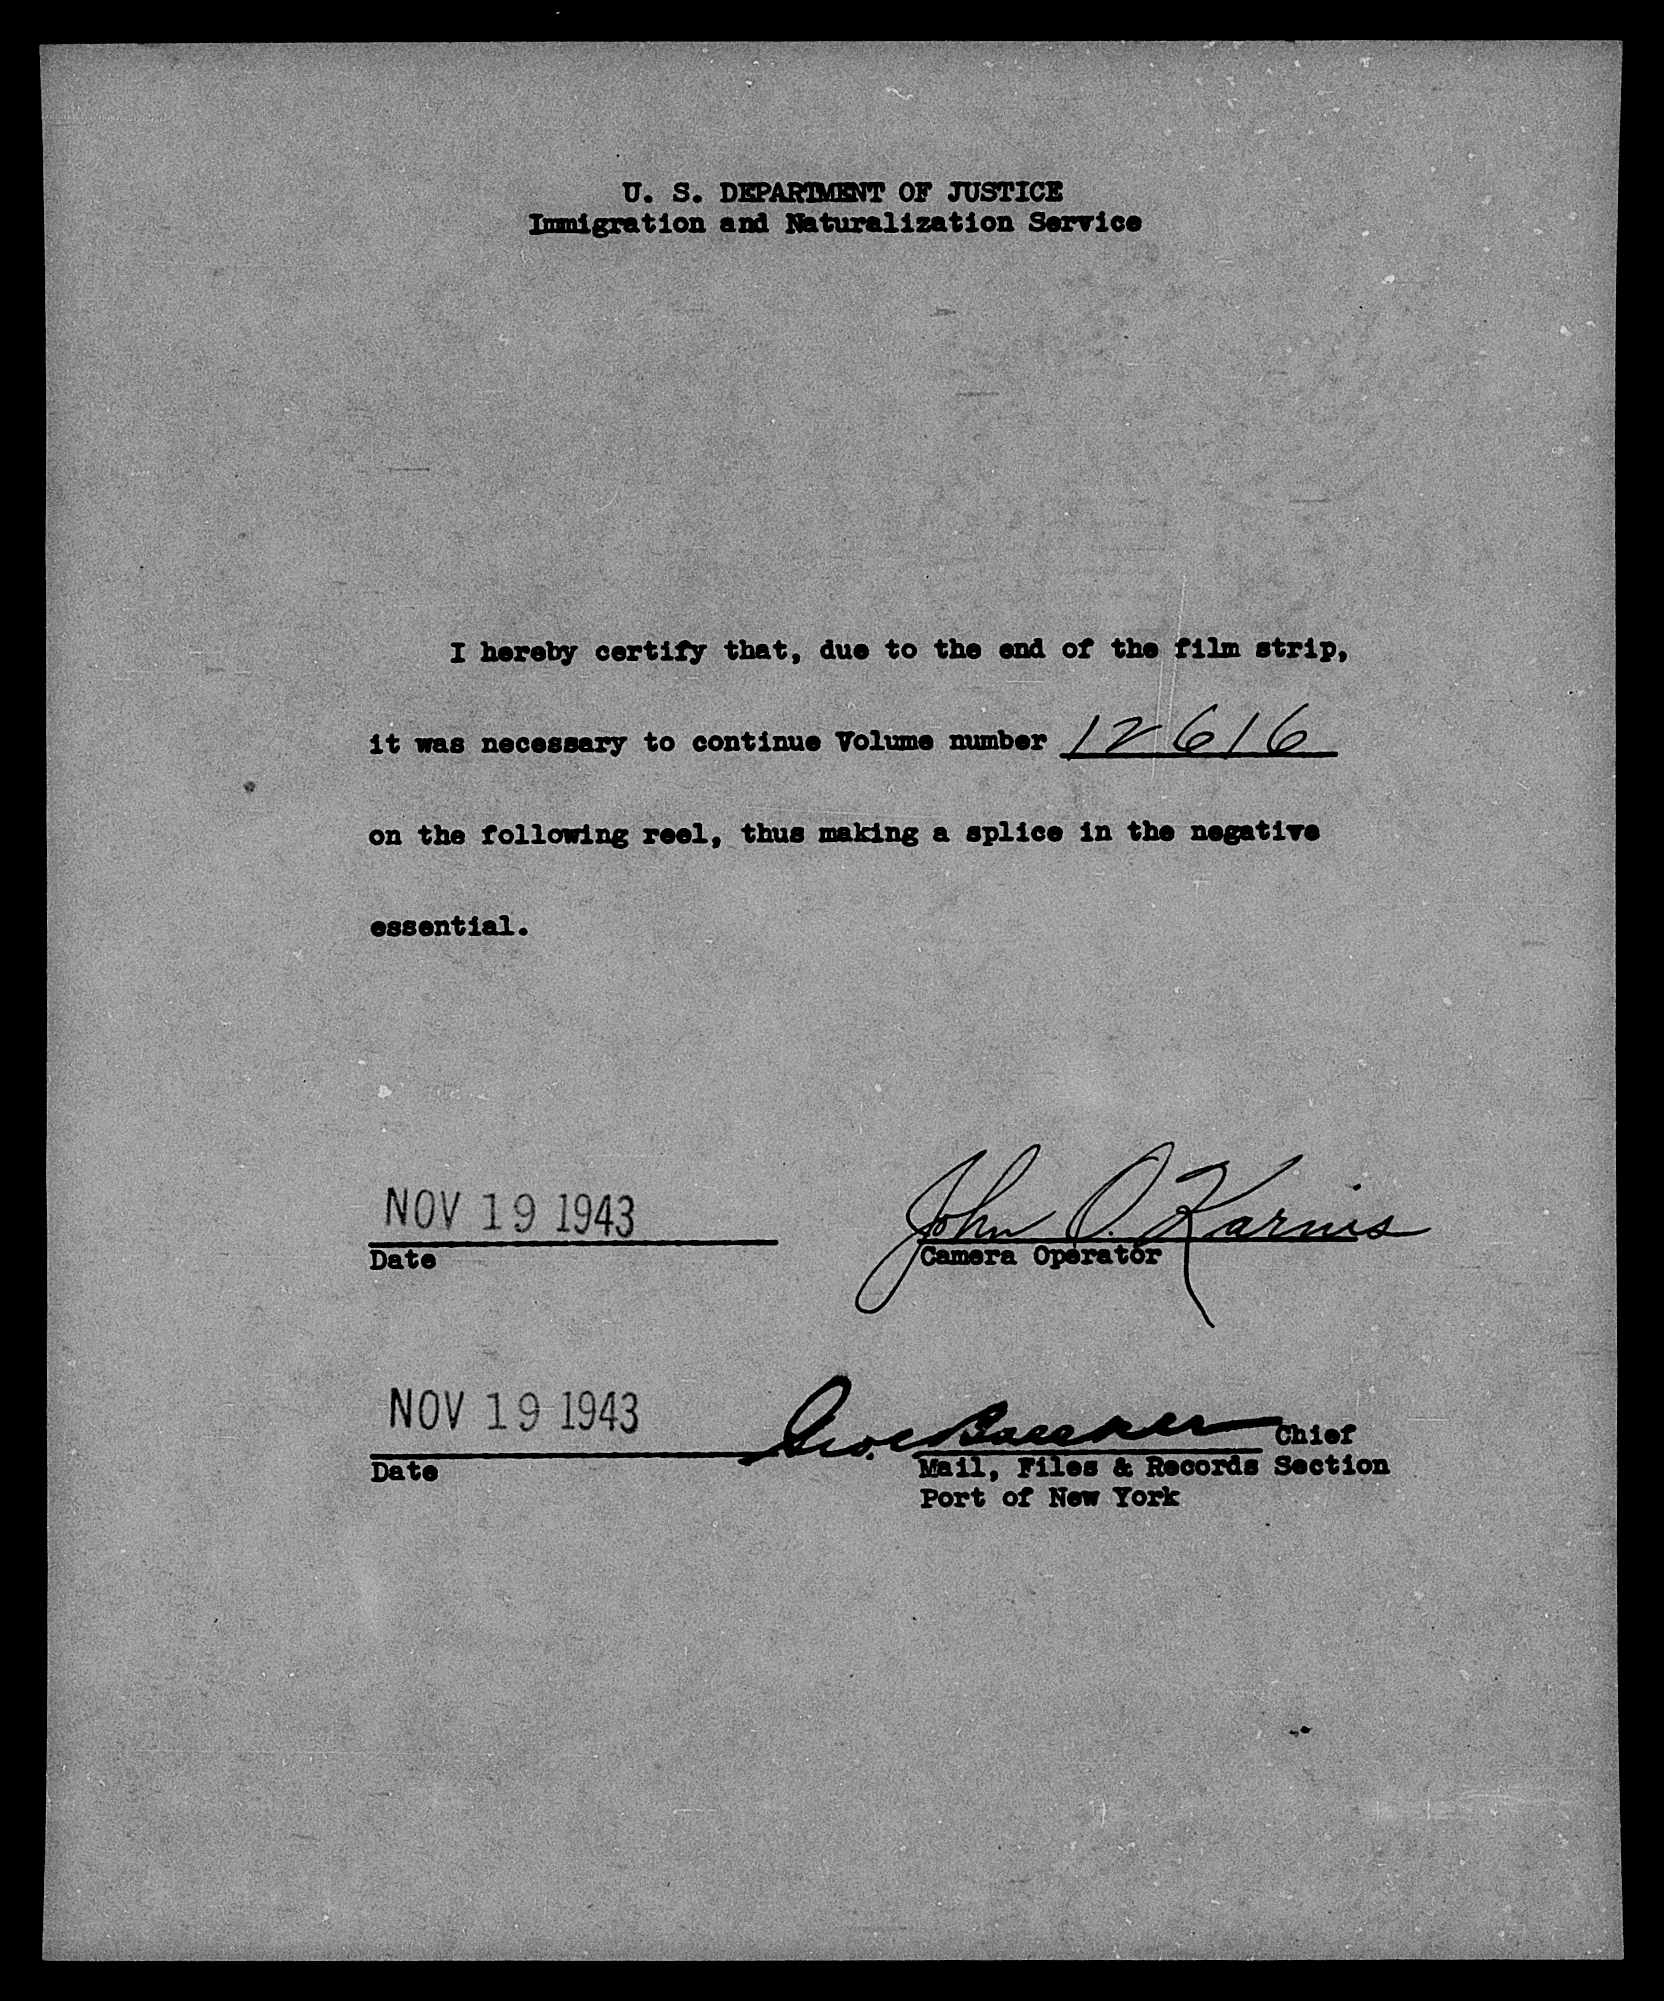 U. S. DEPARTMENT OF JUSTICE
Immigration and Naturalization Service
I hereby certify that, due to the end of the film strip,
it was necessary to continue Volume number 12616
on the following reel, thus making a splice in the negative
essential.
NOV 19 1943
John O. Karnis
Date
Camera Operator
NOV 19 1943
Geo. Chief
Date
Mail, Files & Records Section
Port of New York